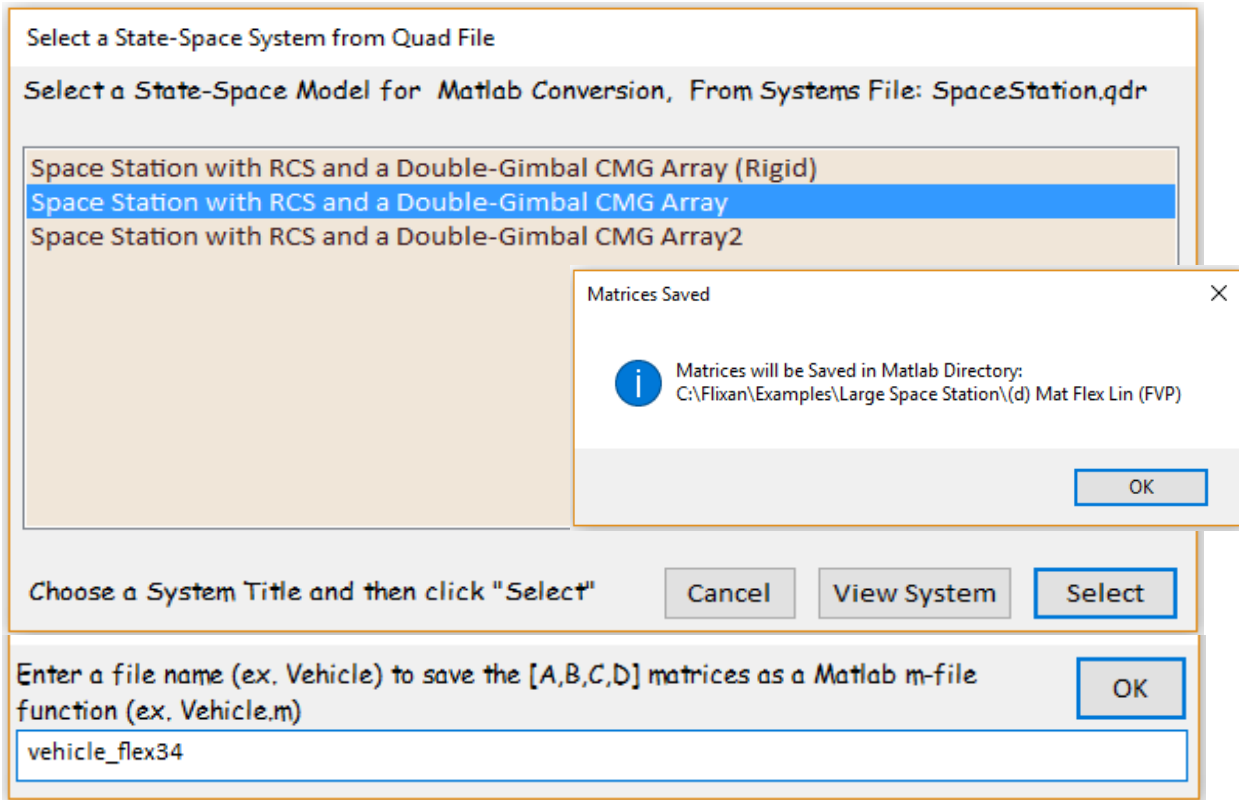 Select a State-Space System from Quad File
Select a State-Space Model for Matlab Conversion, From Systems File: SpaceStation.qdr
Space Station with RCS and a Double-Gimbal CMG Array (Rigid)
Space Station with RCS and a Double-Gimbal CMG Array
Space Station with RCS and a Double-Gimbal CMG Array2
Matrices Saved
Matrices will be Saved in Matlab Directory:
C:\Flixan\Examples\Large Space Station\(d) Mat Flex Lin (FVP)
OK
Choose a System Title and then click "Select"
Cancel
View System
Select
Enter a file name (ex. Vehicle) to save the [A,B,C,D] matrices as a Matlab m-file
function (ex. Vehicle.m)
OK
vehicle_flex34